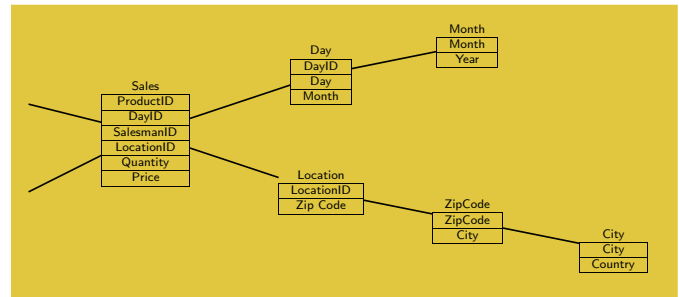 Sales
ProductID
DayID
SalesmanID
LocationID
Quantity
Price
Day
DayID
Day
Month
Month
Month
Year
Location
LocationID
Zip Code
ZipCode
ZipCode
City
City
City
Country